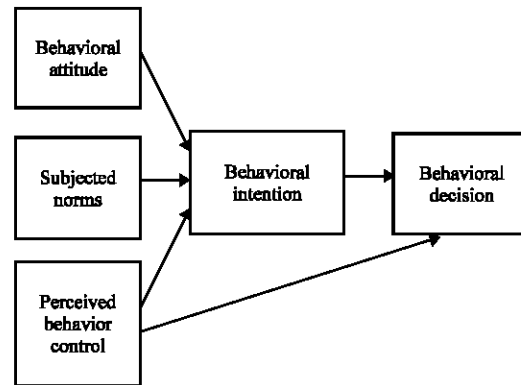 Behavioral
attitude
Subjected
norms
Perceived
behavior
control
Behavioral
intention
Behavioral
decision